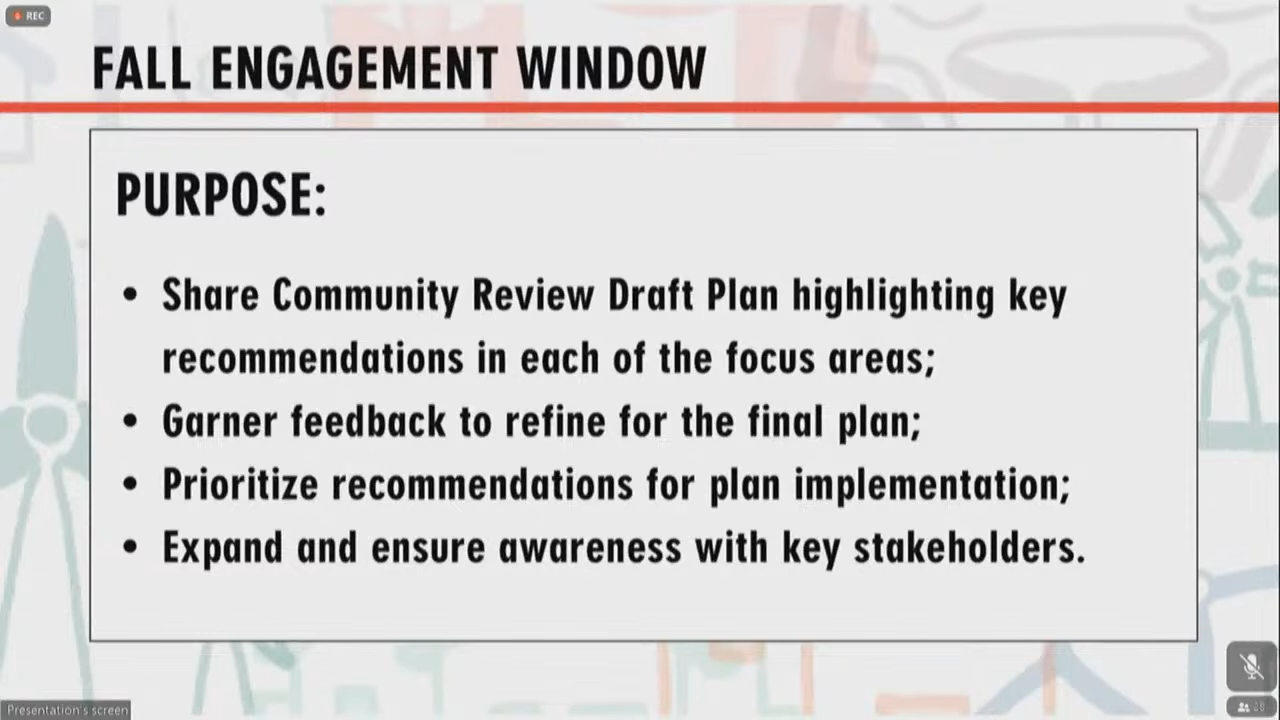 REC
FALL ENGAGEMENT WINDOW
PURPOSE:
• Share Community Review Draft Plan highlighting key
recommendations in each of the focus areas;
• Garner feedback to refine for the final plan;
• Prioritize recommendations for plan implementation;
• Expand and ensure awareness with key stakeholders.
Presentation's screen